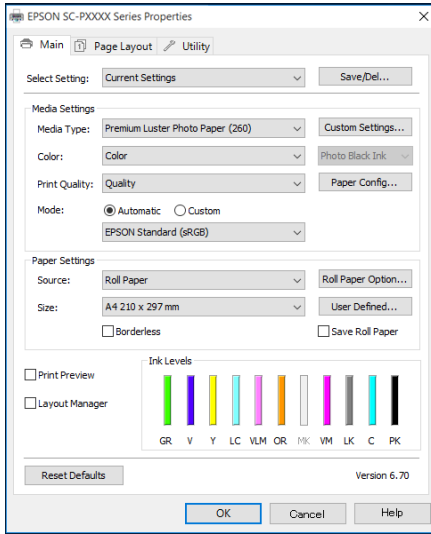 EPSON SC-PXXXX Series Properties
Main
Page Layout
Utility
Select Setting: Current Settings Save/Del...
Media Settings
Media Type: Premium Luster Photo Paper (260) Custom Settings...
Color: Color Photo Black Ink
Print Quality: Quality Paper Config...
Mode: Automatic Custom
EPSON Standard (sRGB)
Paper Settings
Source: Roll Paper Roll Paper Option...
Size: A4 210 x 297 mm User Defined...
Borderless Save Roll Paper
Ink Levels
Print Preview
Layout Manager
GR V Y LC VLM OR MK VM LK C PK
Reset Defaults Version 6.70
OK Cancel Help